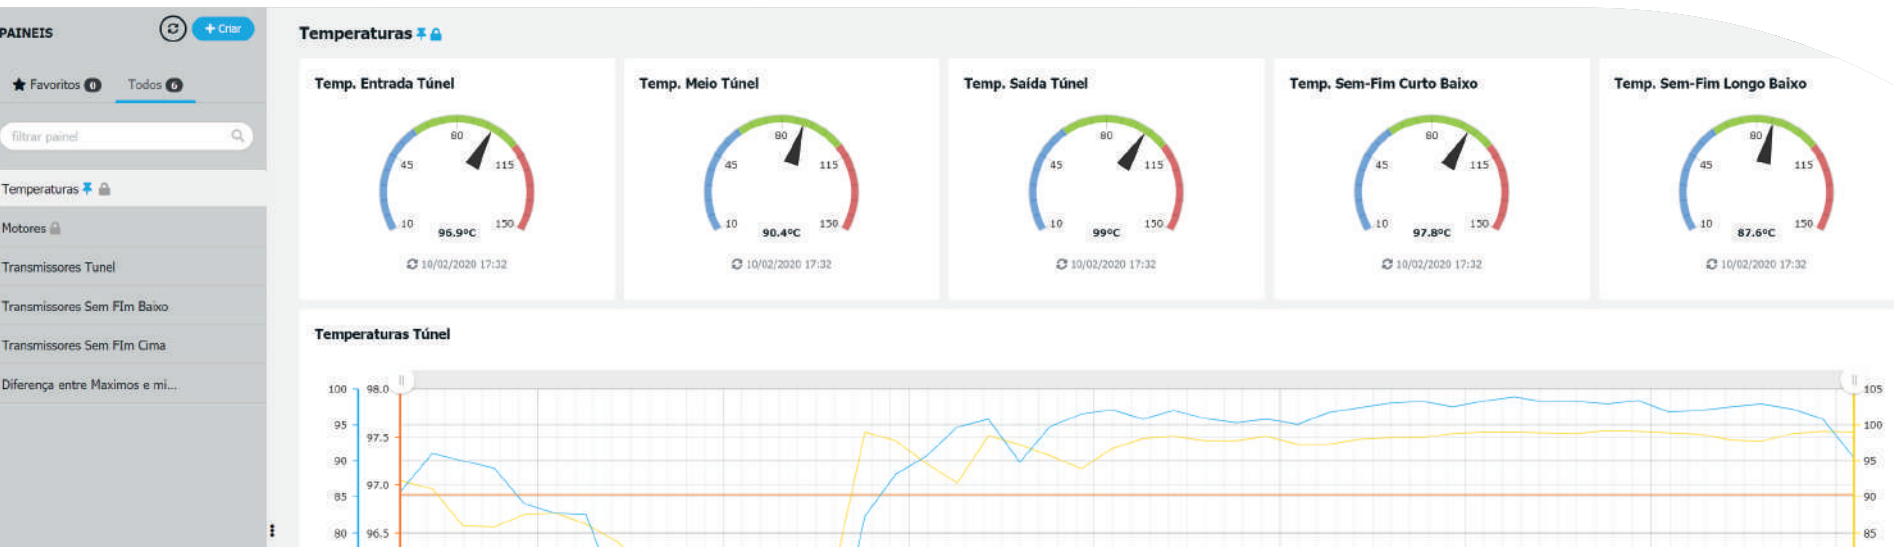 PAINEIS
+ Criar
Favoritos 0
Todos 6
filtrar painel
Temperaturas
Motores
Transmissores Tunel
Transmissores Sem FIm Baixo
Transmissores Sem FIm Cima
Diferença entre Maximos e mi...
Temperaturas
Temp. Entrada Túnel
10
45
80
115
150
96.9ºC
10/02/2020 17:32
Temp. Meio Túnel
10
45
80
115
150
90.4ºC
10/02/2020 17:32
Temp. Saída Túnel
10
45
80
115
150
99ºC
10/02/2020 17:32
Temp. Sem-Fim Curto Baixo
10
45
80
115
150
97.8ºC
10/02/2020 17:32
Temp. Sem-Fim Longo Baixo
10
45
80
115
150
87.6ºC
10/02/2020 17:32
Temperaturas Túnel
100 98.0 105
95 97.5 100
90 95
85 97.0 90
80 96.5 85